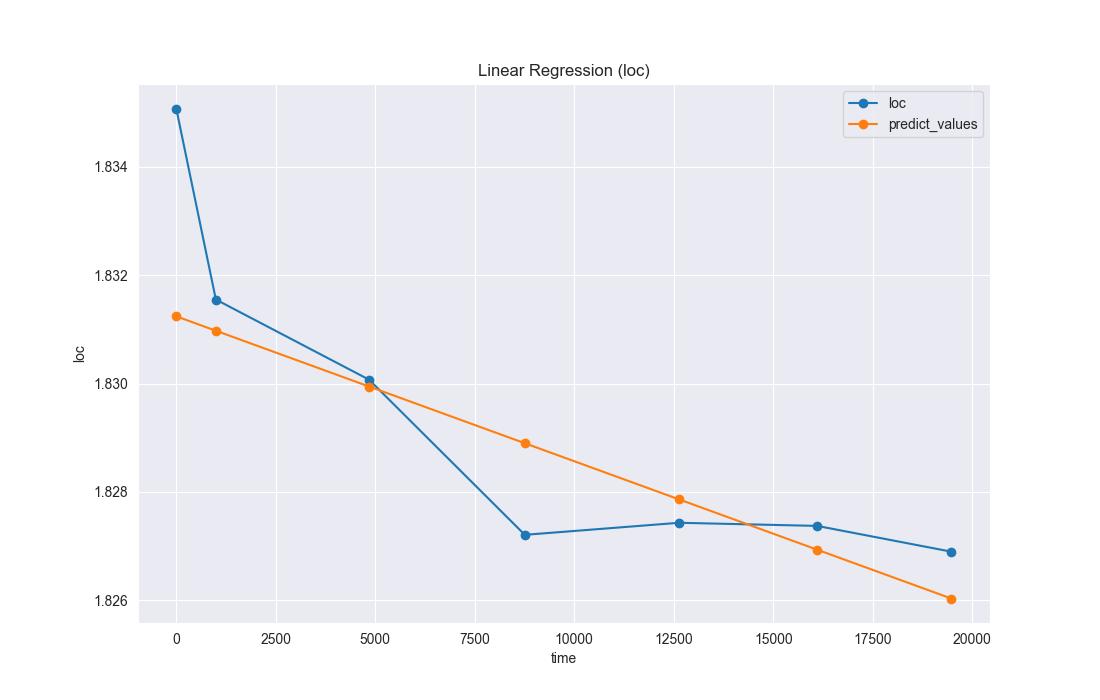 Linear Regression (loc)
loc
predict_values
1.834
1.832
1.830
1.828
1.826
loc
0 2500 5000 7500 10000 12500 15000 17500 20000
time